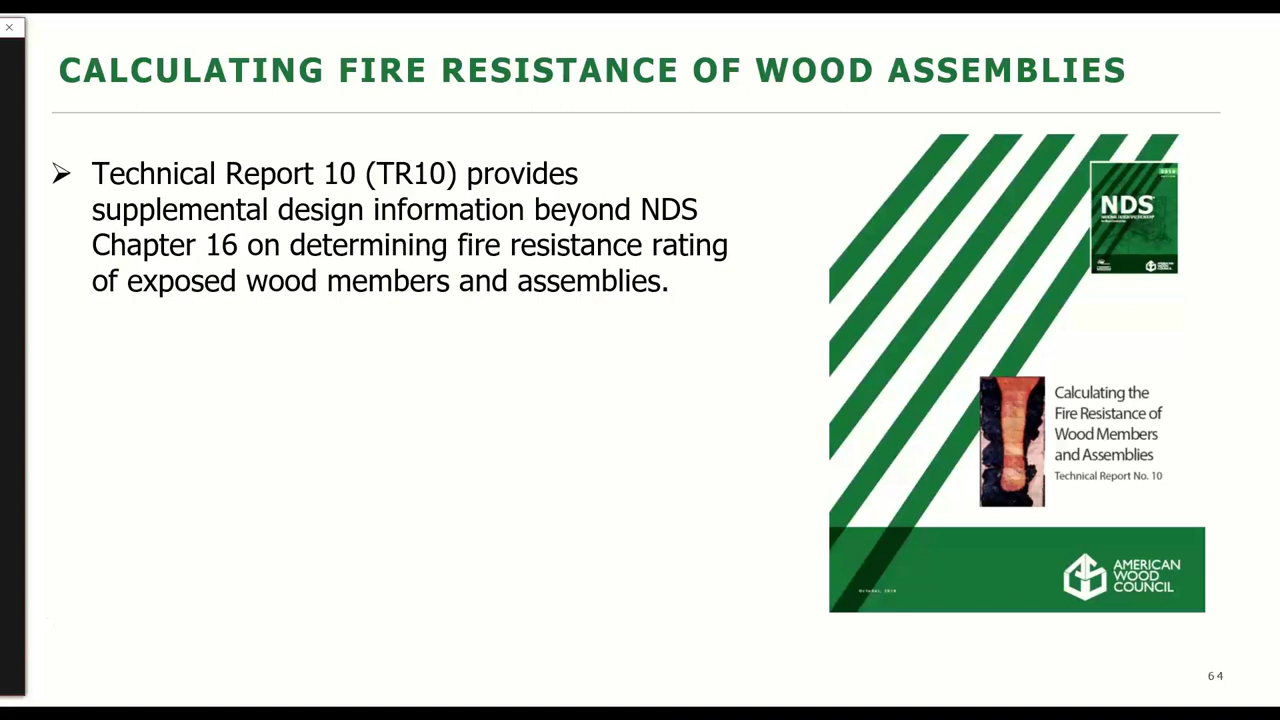 CALCULATING FIRE RESISTANCE OF WOOD ASSEMBLIES
Technical Report 10 (TR10) provides
supplemental design information beyond NDS
Chapter 16 on determining fire resistance rating
of exposed wood members and assemblies.
NDS
Calculating the
Fire Resistance of
Wood Members
and Assemblies
Technical Report No. 10
AMERICAN
WOOD
COUNCIL
64